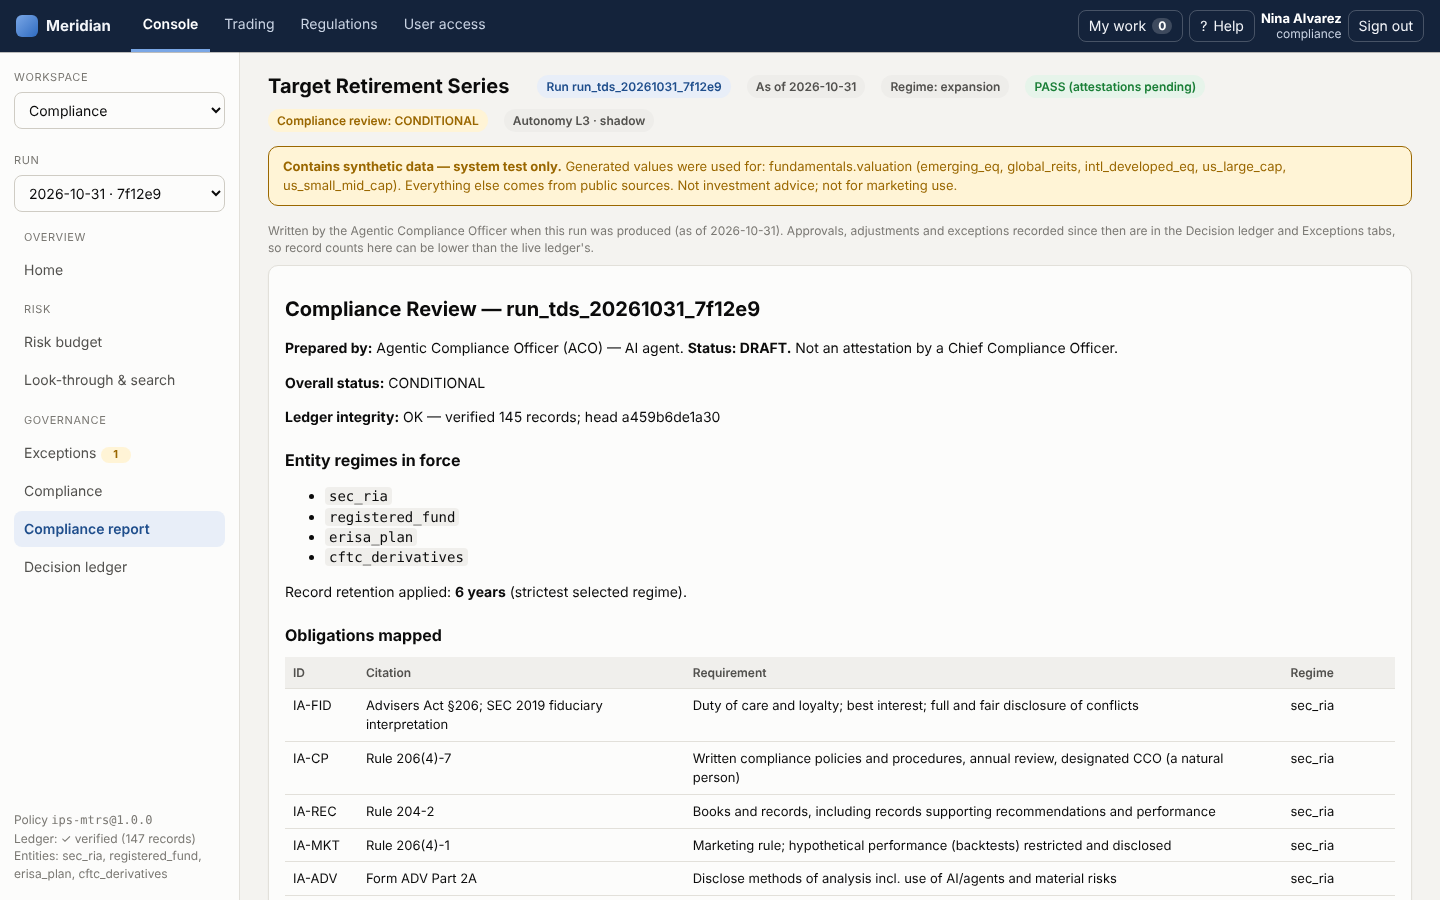 Meridian
Console
Trading
Regulations
User access
My work 0
? Help
Nina Alvarez
compliance
Sign out
WORKSPACE
Compliance
RUN
2026-10-31 · 7f12e9
OVERVIEW
Home
RISK
Risk budget
Look-through & search
GOVERNANCE
Exceptions 1
Compliance
Compliance report
Decision ledger
Policy ips-mtrs@1.0.0
Ledger: ✓ verified (147 records)
Entities: sec_ria, registered_fund,
erisa_plan, cftc_derivatives
Target Retirement Series
Run run_tds_20261031_7f12e9
As of 2026-10-31
Regime: expansion
PASS (attestations pending)
Compliance review: CONDITIONAL
Autonomy L3 · shadow
Contains synthetic data — system test only. Generated values were used for: fundamentals.valuation (emerging_eq, global_reits, intl_developed_eq, us_large_cap,
us_small_mid_cap). Everything else comes from public sources. Not investment advice; not for marketing use.
Written by the Agentic Compliance Officer when this run was produced (as of 2026-10-31). Approvals, adjustments and exceptions recorded since then are in the Decision ledger and Exceptions tabs,
so record counts here can be lower than the live ledger's.
Compliance Review — run_tds_20261031_7f12e9
Prepared by: Agentic Compliance Officer (ACO) — AI agent. Status: DRAFT. Not an attestation by a Chief Compliance Officer.
Overall status: CONDITIONAL
Ledger integrity: OK — verified 145 records; head a459b6de1a30
Entity regimes in force
• sec_ria
• registered_fund
• erisa_plan
• cftc_derivatives
Record retention applied: 6 years (strictest selected regime).
Obligations mapped
ID Citation Requirement Regime
IA-FID Advisers Act §206; SEC 2019 fiduciary Duty of care and loyalty; best interest; full and fair disclosure of conflicts sec_ria
interpretation
IA-CP Rule 206(4)-7 Written compliance policies and procedures, annual review, designated CCO (a natural sec_ria
person)
IA-REC Rule 204-2 Books and records, including records supporting recommendations and performance sec_ria
IA-MKT Rule 206(4)-1 Marketing rule; hypothetical performance (backtests) restricted and disclosed sec_ria
IA-ADV Form ADV Part 2A Disclose methods of analysis incl. use of AI/agents and material risks sec_ria